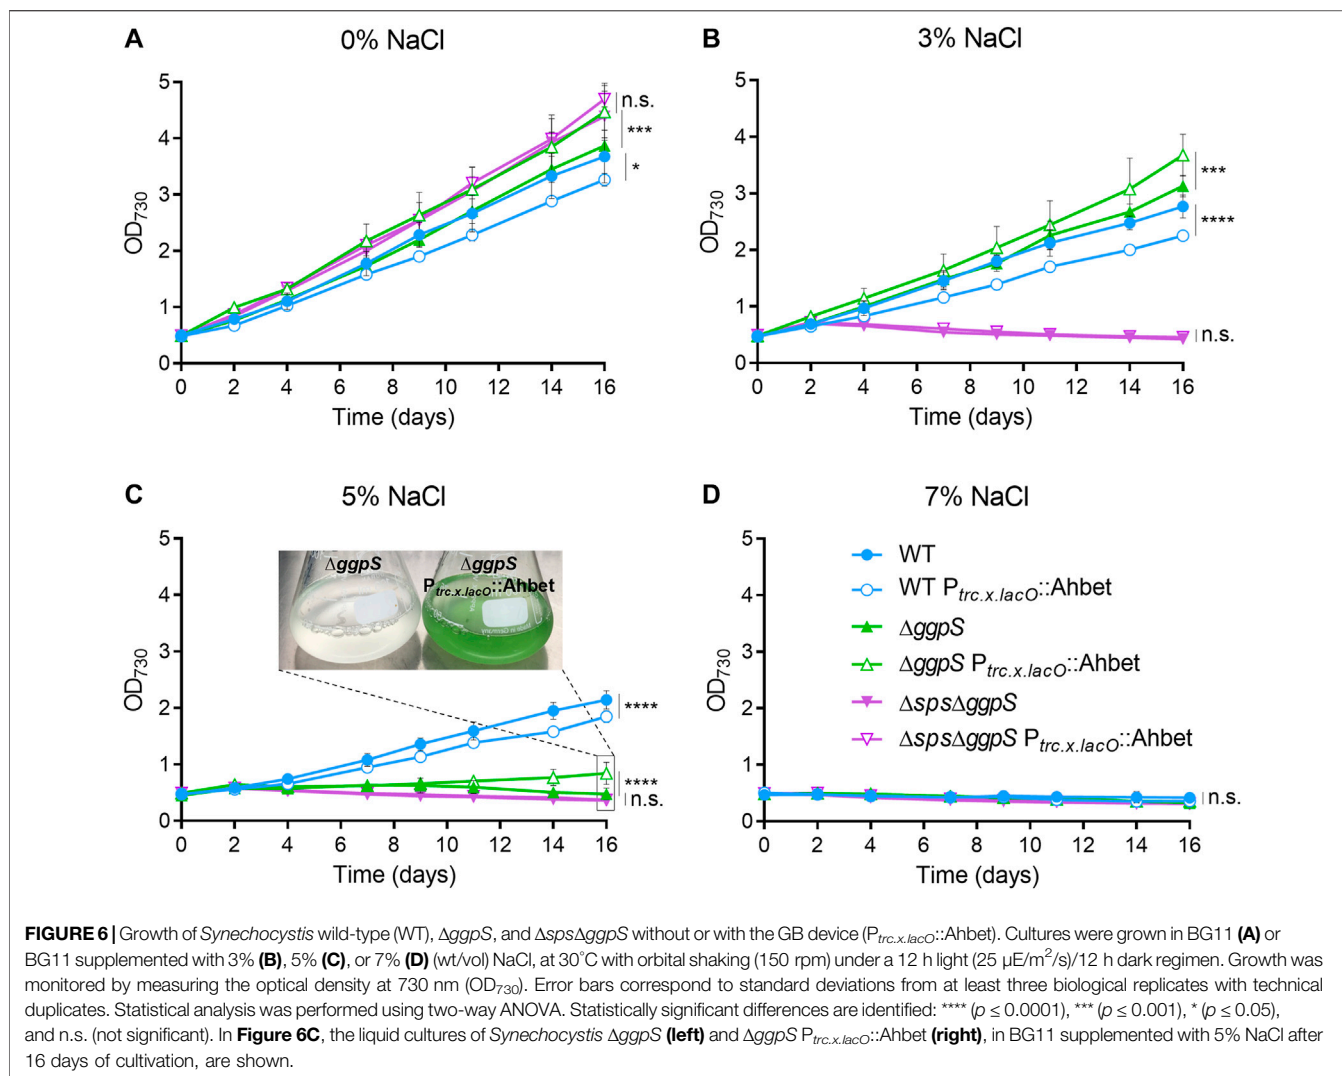 A
0% NaCl
5
4
3
2
1
0
OD730
n.s.
***
*
0 2 4 6 8 10 12 14 16
Time (days)
B
3% NaCl
5
4
3
2
1
0
OD730
***
****
n.s.
0 2 4 6 8 10 12 14 16
Time (days)
C
5% NaCl
5
4
3
2
1
0
OD730
ΔggpS
ΔggpS
Ptrc.x.lacO::Ahbet
****
****
n.s.
0 2 4 6 8 10 12 14 16
Time (days)
D
7% NaCl
5
4
3
2
1
0
OD730
WT
WT Ptrc.x.lacO::Ahbet
ΔggpS
ΔggpS Ptrc.x.lacO::Ahbet
ΔspsΔggpS
ΔspsΔggpS Ptrc.x.lacO::Ahbet
n.s.
0 2 4 6 8 10 12 14 16
Time (days)
FIGURE 6 | Growth of Synechocystis wild-type (WT), ΔggpS, and ΔspsΔggpS without or with the GB device (Ptrc.x.lacO::Ahbet). Cultures were grown in BG11 (A) or
BG11 supplemented with 3% (B), 5% (C), or 7% (D) (wt/vol) NaCl, at 30°C with orbital shaking (150 rpm) under a 12 h light (25 μE/m²/s)/12 h dark regimen. Growth was
monitored by measuring the optical density at 730 nm (OD730). Error bars correspond to standard deviations from at least three biological replicates with technical
duplicates. Statistical analysis was performed using two-way ANOVA. Statistically significant differences are identified: **** (p ≤ 0.0001), *** (p ≤ 0.001), * (p ≤ 0.05),
and n.s. (not significant). In Figure 6C, the liquid cultures of Synechocystis ΔggpS (left) and ΔggpS Ptrc.x.lacO::Ahbet (right), in BG11 supplemented with 5% NaCl after
16 days of cultivation, are shown.